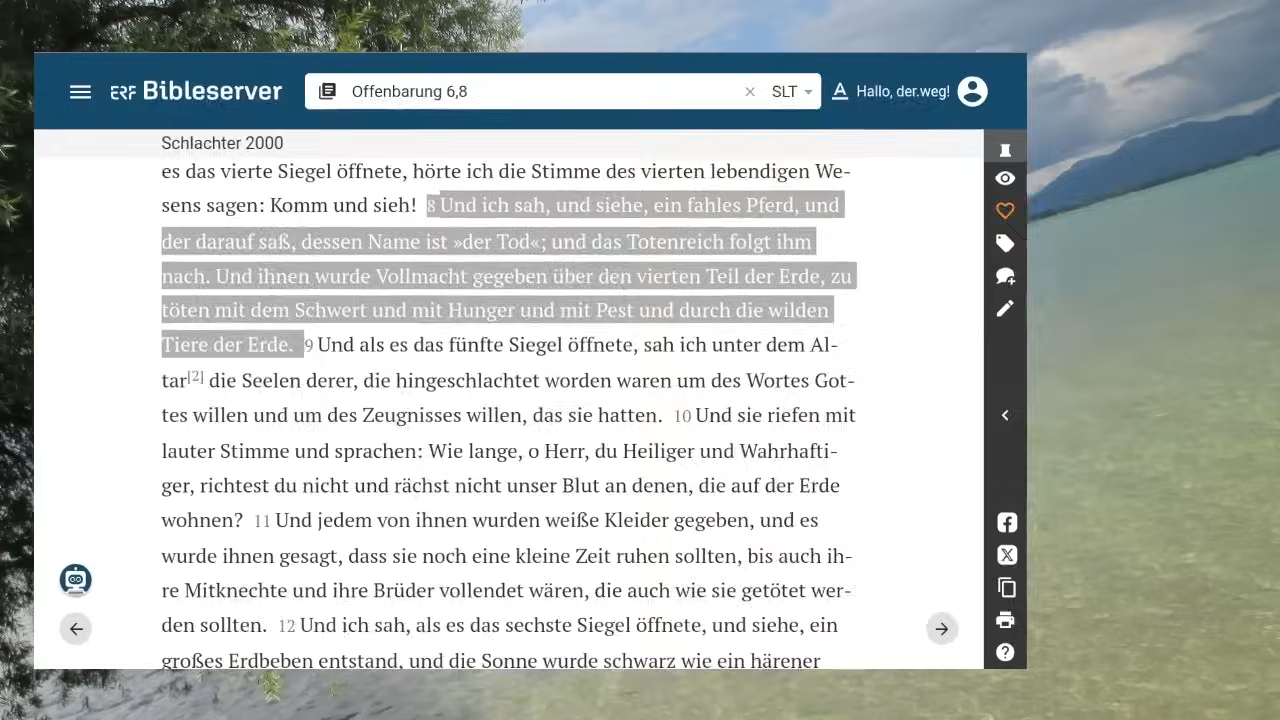 ERF Bibleserver
Offenbarung 6,8
SLT
Hallo, der.weg!
Schlachter 2000
es das vierte Siegel öffnete, hörte ich die Stimme des vierten lebendigen We-
sens sagen: Komm und sieh! 8 Und ich sah, und siehe, ein fahles Pferd, und
der darauf saß, dessen Name ist »der Tod«; und das Totenreich folgt ihm
nach. Und ihnen wurde Vollmacht gegeben über den vierten Teil der Erde, zu
töten mit dem Schwert und mit Hunger und mit Pest und durch die wilden
Tiere der Erde. 9 Und als es das fünfte Siegel öffnete, sah ich unter dem Al-
tar[2] die Seelen derer, die hingeschlachtet worden waren um des Wortes Got-
tes willen und um des Zeugnisses willen, das sie hatten. 10 Und sie riefen mit
lauter Stimme und sprachen: Wie lange, o Herr, du Heiliger und Wahrhafti-
ger, richtest du nicht und rächst nicht unser Blut an denen, die auf der Erde
wohnen? 11 Und jedem von ihnen wurden weiße Kleider gegeben, und es
wurde ihnen gesagt, dass sie noch eine kleine Zeit ruhen sollten, bis auch ih-
re Mitknechte und ihre Brüder vollendet wären, die auch wie sie getötet wer-
den sollten. 12 Und ich sah, als es das sechste Siegel öffnete, und siehe, ein
großes Erdbeben entstand, und die Sonne wurde schwarz wie ein härener